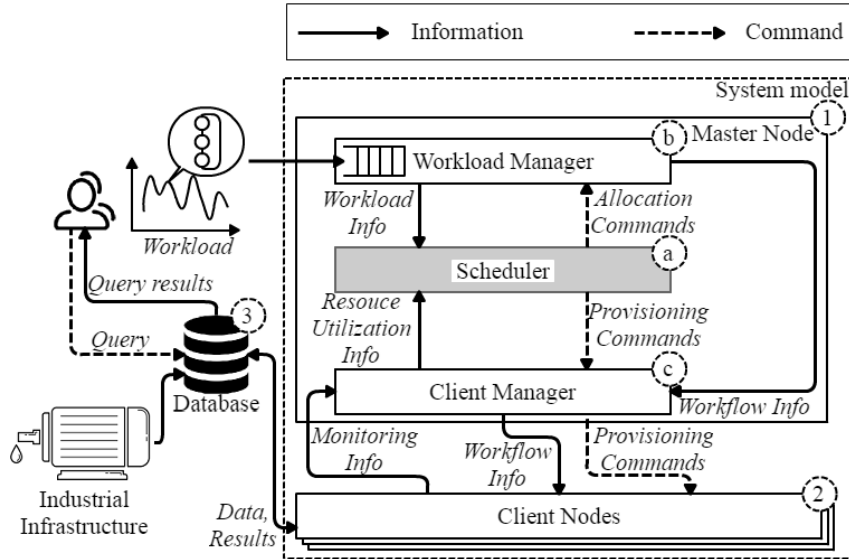 Information
Command
System model
1
Master Node
b
Workload Manager
Workload
Info
Allocation
Commands
Workload
a
Scheduler
Query results
Resouce
Utilization
Info
Provisioning
Commands
3
Query
Database
c
Client Manager
Workflow Info
Monitoring
Info
Workflow
Info
Provisioning
Commands
Industrial
Infrastructure
Data,
Results
2
Client Nodes